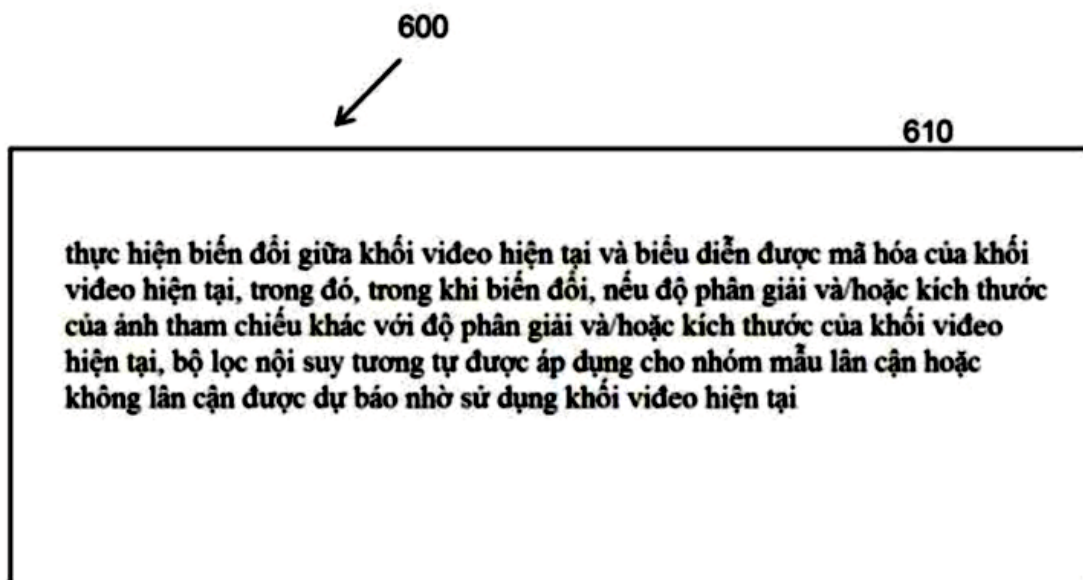 600
610
thực hiện biến đổi giữa khối video hiện tại và biểu diễn được mã hóa của khối
video hiện tại, trong đó, trong khi biến đổi, nếu độ phân giải và/hoặc kích thước
của ảnh tham chiếu khác với độ phân giải và/hoặc kích thước của khối video
hiện tại, bộ lọc nội suy tương tự được áp dụng cho nhóm mẫu lân cận hoặc
không lân cận được dự báo nhờ sử dụng khối video hiện tại